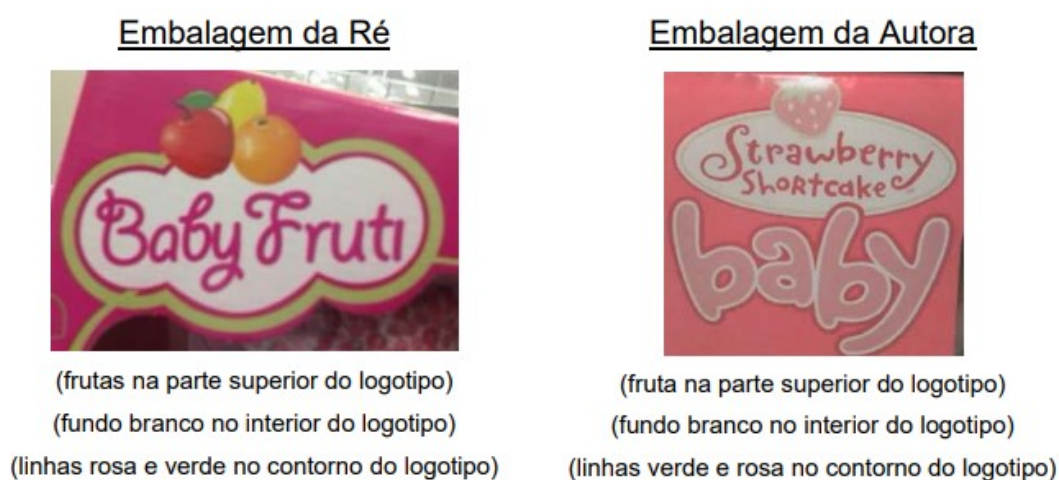 Embalagem da Ré
Baby Fruti
(frutas na parte superior do logotipo)
(fundo branco no interior do logotipo)
(linhas rosa e verde no contorno do logotipo)
Embalagem da Autora
Strawberry
Shortcake
baby
(fruta na parte superior do logotipo)
(fundo branco no interior do logotipo)
(linhas verde e rosa no contorno do logotipo)